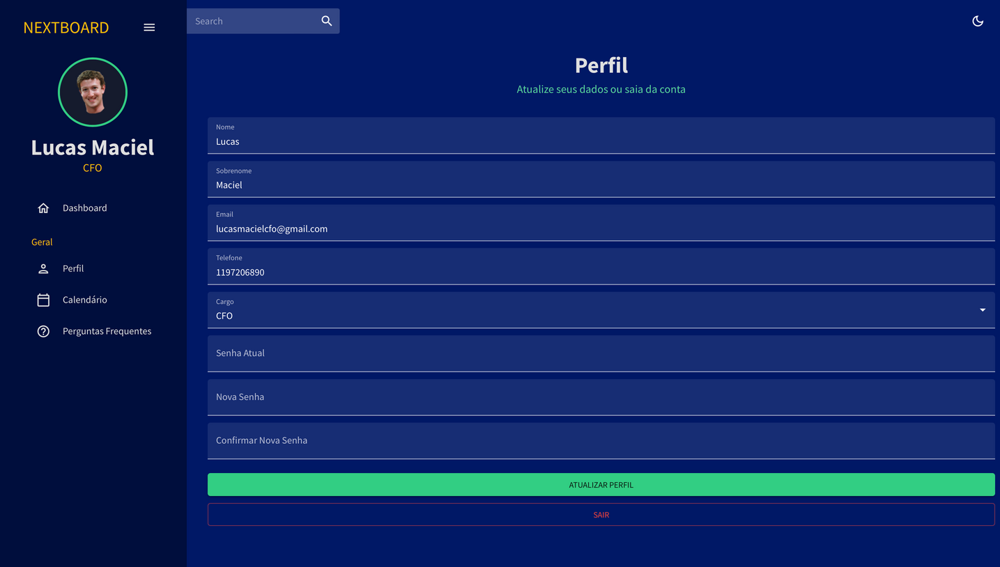 NEXTBOARD
Search
Lucas Maciel
CFO
Dashboard
Geral
Perfil
Calendário
Perguntas Frequentes
Perfil
Atualize seus dados ou saia da conta
Nome
Lucas
Sobrenome
Maciel
Email
lucasmacielcfo@gmail.com
Telefone
1197206890
Cargo
CFO
Senha Atual
Nova Senha
Confirmar Nova Senha
ATUALIZAR PERFIL
SAIR